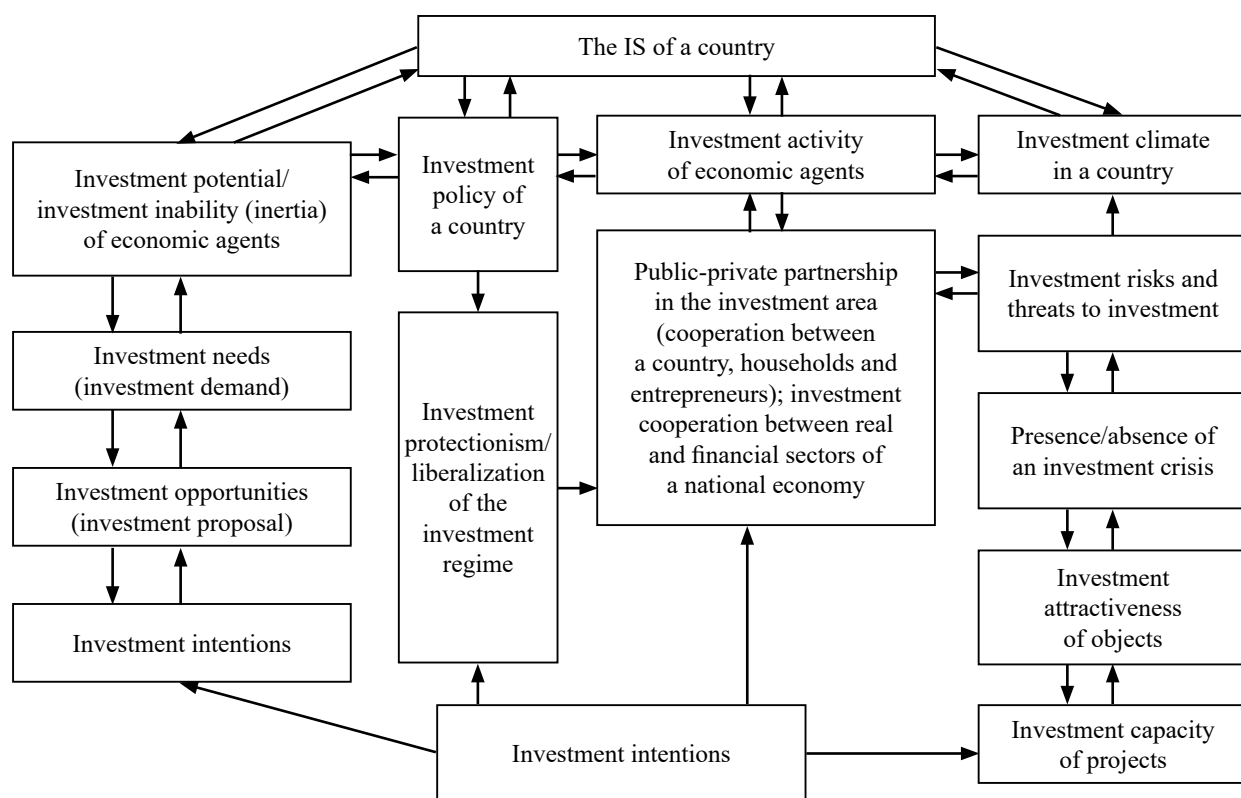 The IS of a country
Investment potential/
investment inability (inertia)
of economic agents
Investment
policy of
a country
Investment activity
of economic agents
Investment climate
in a country
Investment needs
(investment demand)
Investment opportunities
(investment proposal)
Investment intentions
Investment
protectionism/
liberalization
of the
investment
regime
Public-private partnership
in the investment area
(cooperation between
a country, households and
entrepreneurs); investment
cooperation between real
and financial sectors of
a national economy
Investment risks and
threats to investment
Presence/absence of
an investment crisis
Investment
attractiveness
of objects
Investment capacity
of projects
Investment intentions